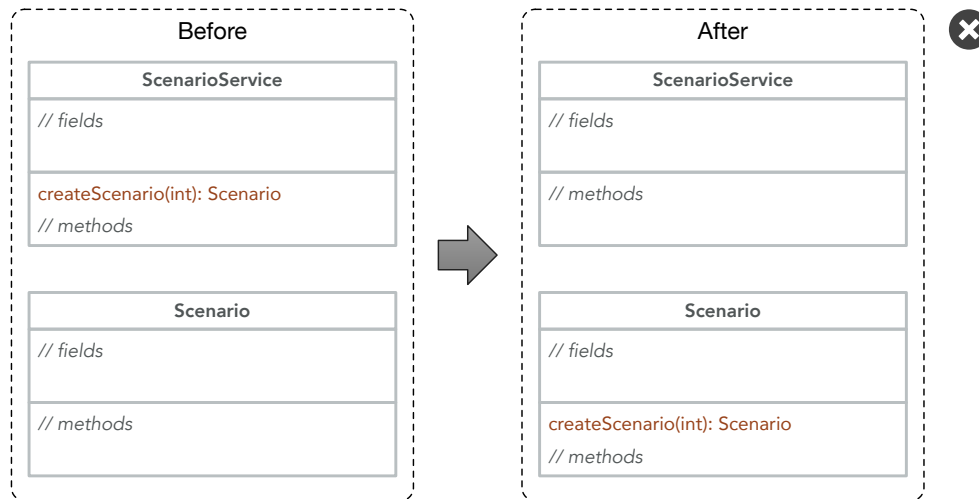 Before
ScenarioService
// fields
createScenario(int): Scenario
// methods
Scenario
// fields
// methods
After
ScenarioService
// fields
// methods
Scenario
// fields
createScenario(int): Scenario
// methods